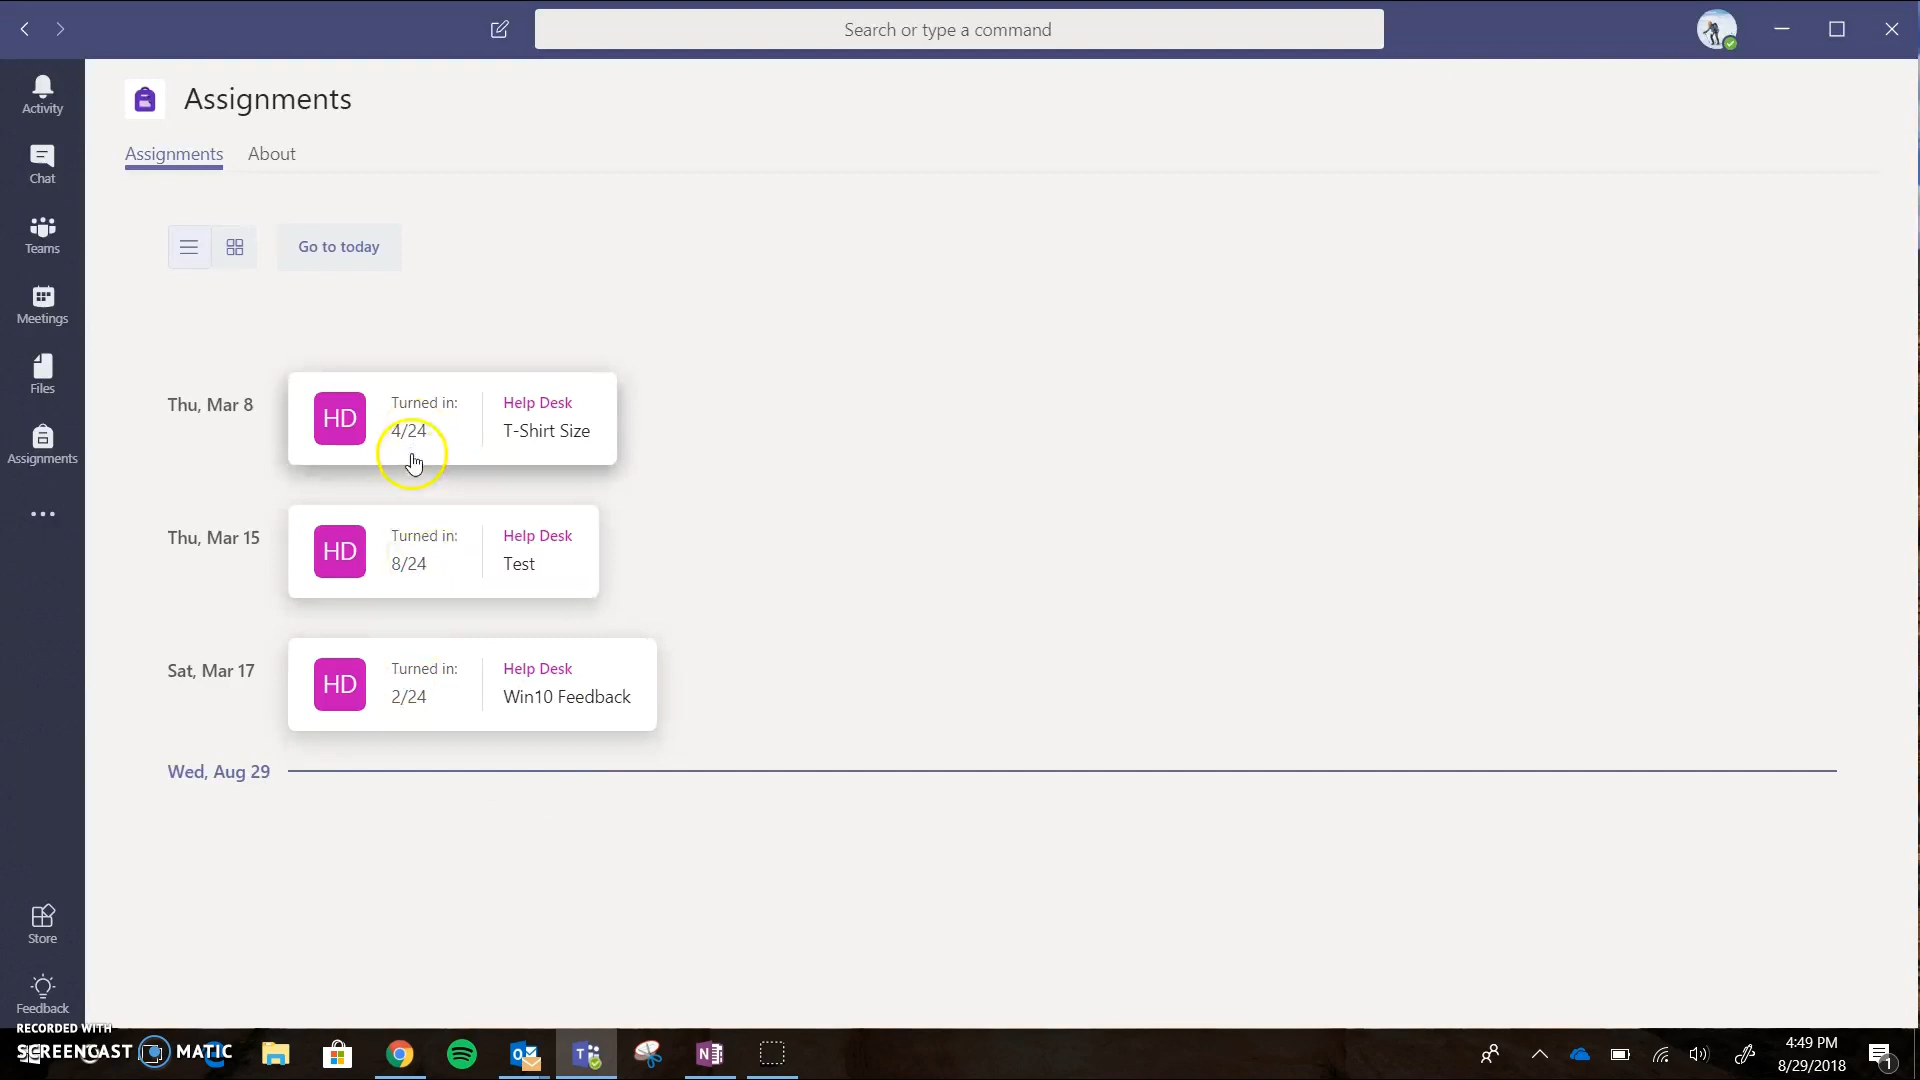 Search or type a command
Activity
Chat
Teams
Meetings
Files
Assignments
Store
Feedback
Assignments
Assignments About
Go to today
Thu, Mar 8
HD
Turned in:
4/24
Help Desk
T-Shirt Size
Thu, Mar 15
HD
Turned in:
8/24
Help Desk
Test
Sat, Mar 17
HD
Turned in:
2/24
Help Desk
Win10 Feedback
Wed, Aug 29
RECORDED WITH
SCREENCAST MATIC
4:49 PM
8/29/2018
1